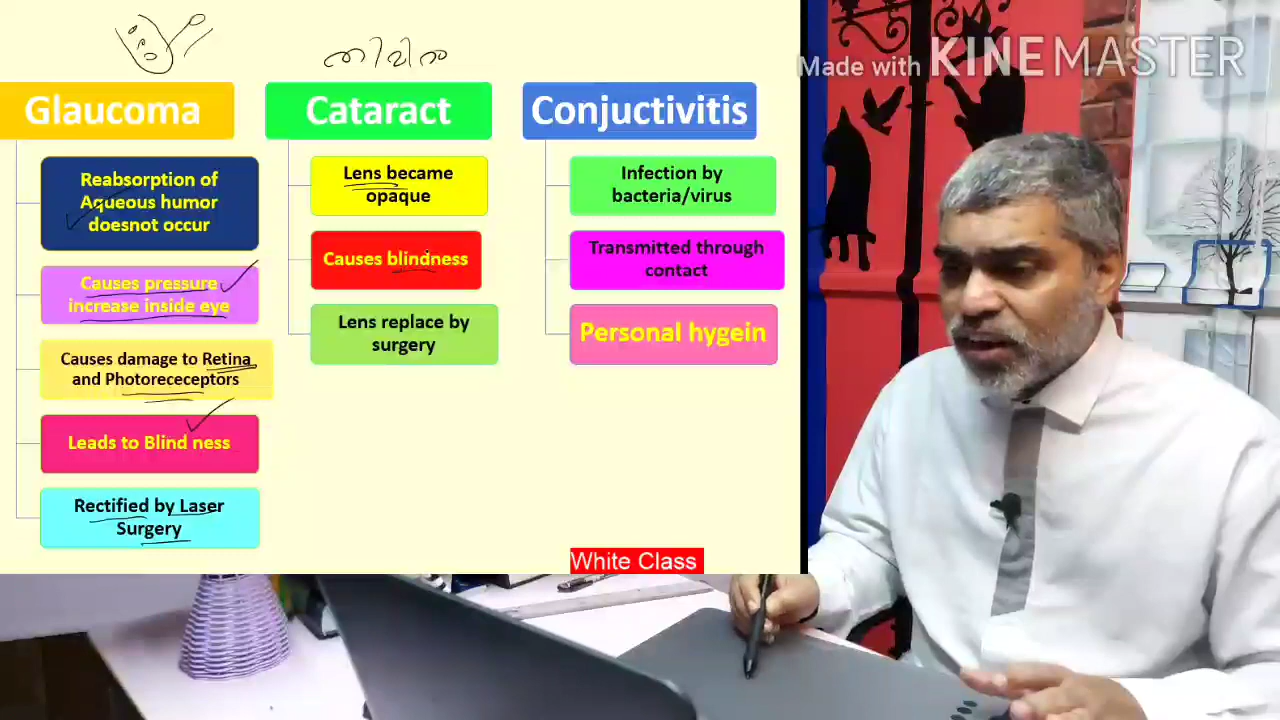 Made with KINEMASTER
തിമിരം
Glaucoma
Reabsorption of
Aqueous humor
doesnot occur
Causes pressure
increase inside eye
Causes damage to Retina
and Photorececeptors
Leads to Blind ness
Rectified by Laser
Surgery
Cataract
Lens became
opaque
Causes blindness
Lens replace by
surgery
Conjuctivitis
Infection by
bacteria/virus
Transmitted through
contact
Personal hygein
White Class